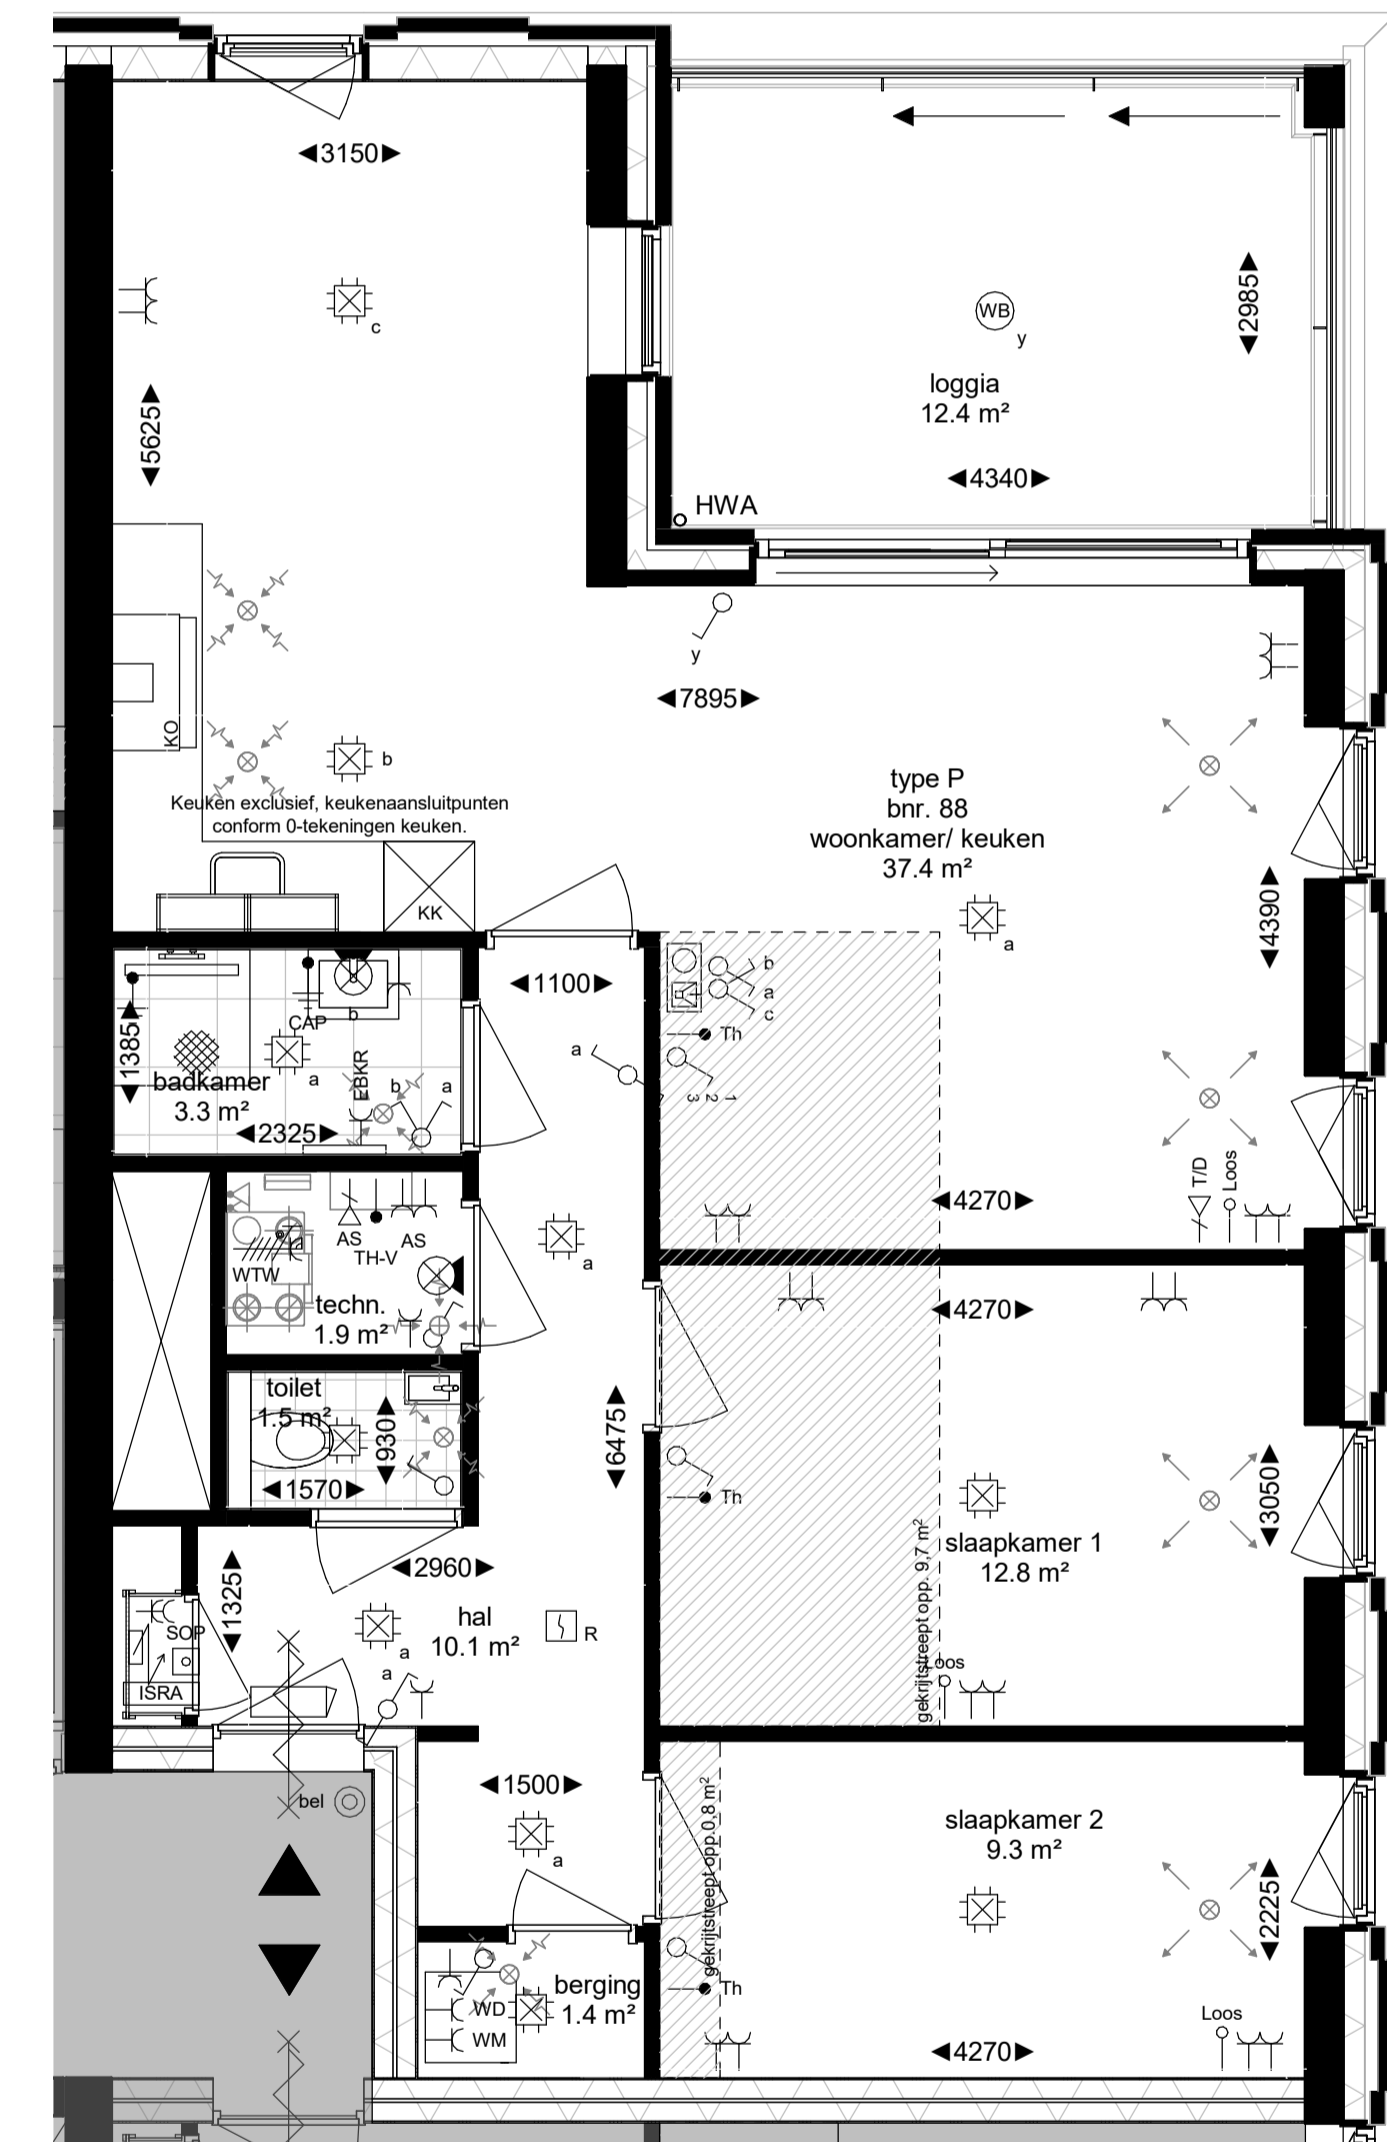 3150
c
5625
WB
y
2985
loggia
12.4 m²
4340
HWA
y
7895
KO
b
Keuken exclusief, keukenaansluitpunten
conform 0-tekeningen keuken.
KK
type P
bnr. 88
woonkamer/ keuken
37.4 m²
a
4390
1100
b
a
c
Th
1 2 3
a
CAP
b
1385
a
EBKR
b
a
badkamer
3.3 m²
2325
4270
T/D
Loos
AS
TH-V
AS
WTW
techn.
1.9 m²
a
4270
toilet
1.5 m²
930
1570
6475
Th
3050
slaapkamer 1
12.8 m²
gekrijtstreept opp. 9,7 m²
Loos
2960
1325
hal
10.1 m²
a
a
R
SOP
ISRA
bel
1500
a
gekrijtstreept opp.0,8 m²
slaapkamer 2
9.3 m²
2225
berging
1.4 m²
WD
WM
Th
Loos
4270